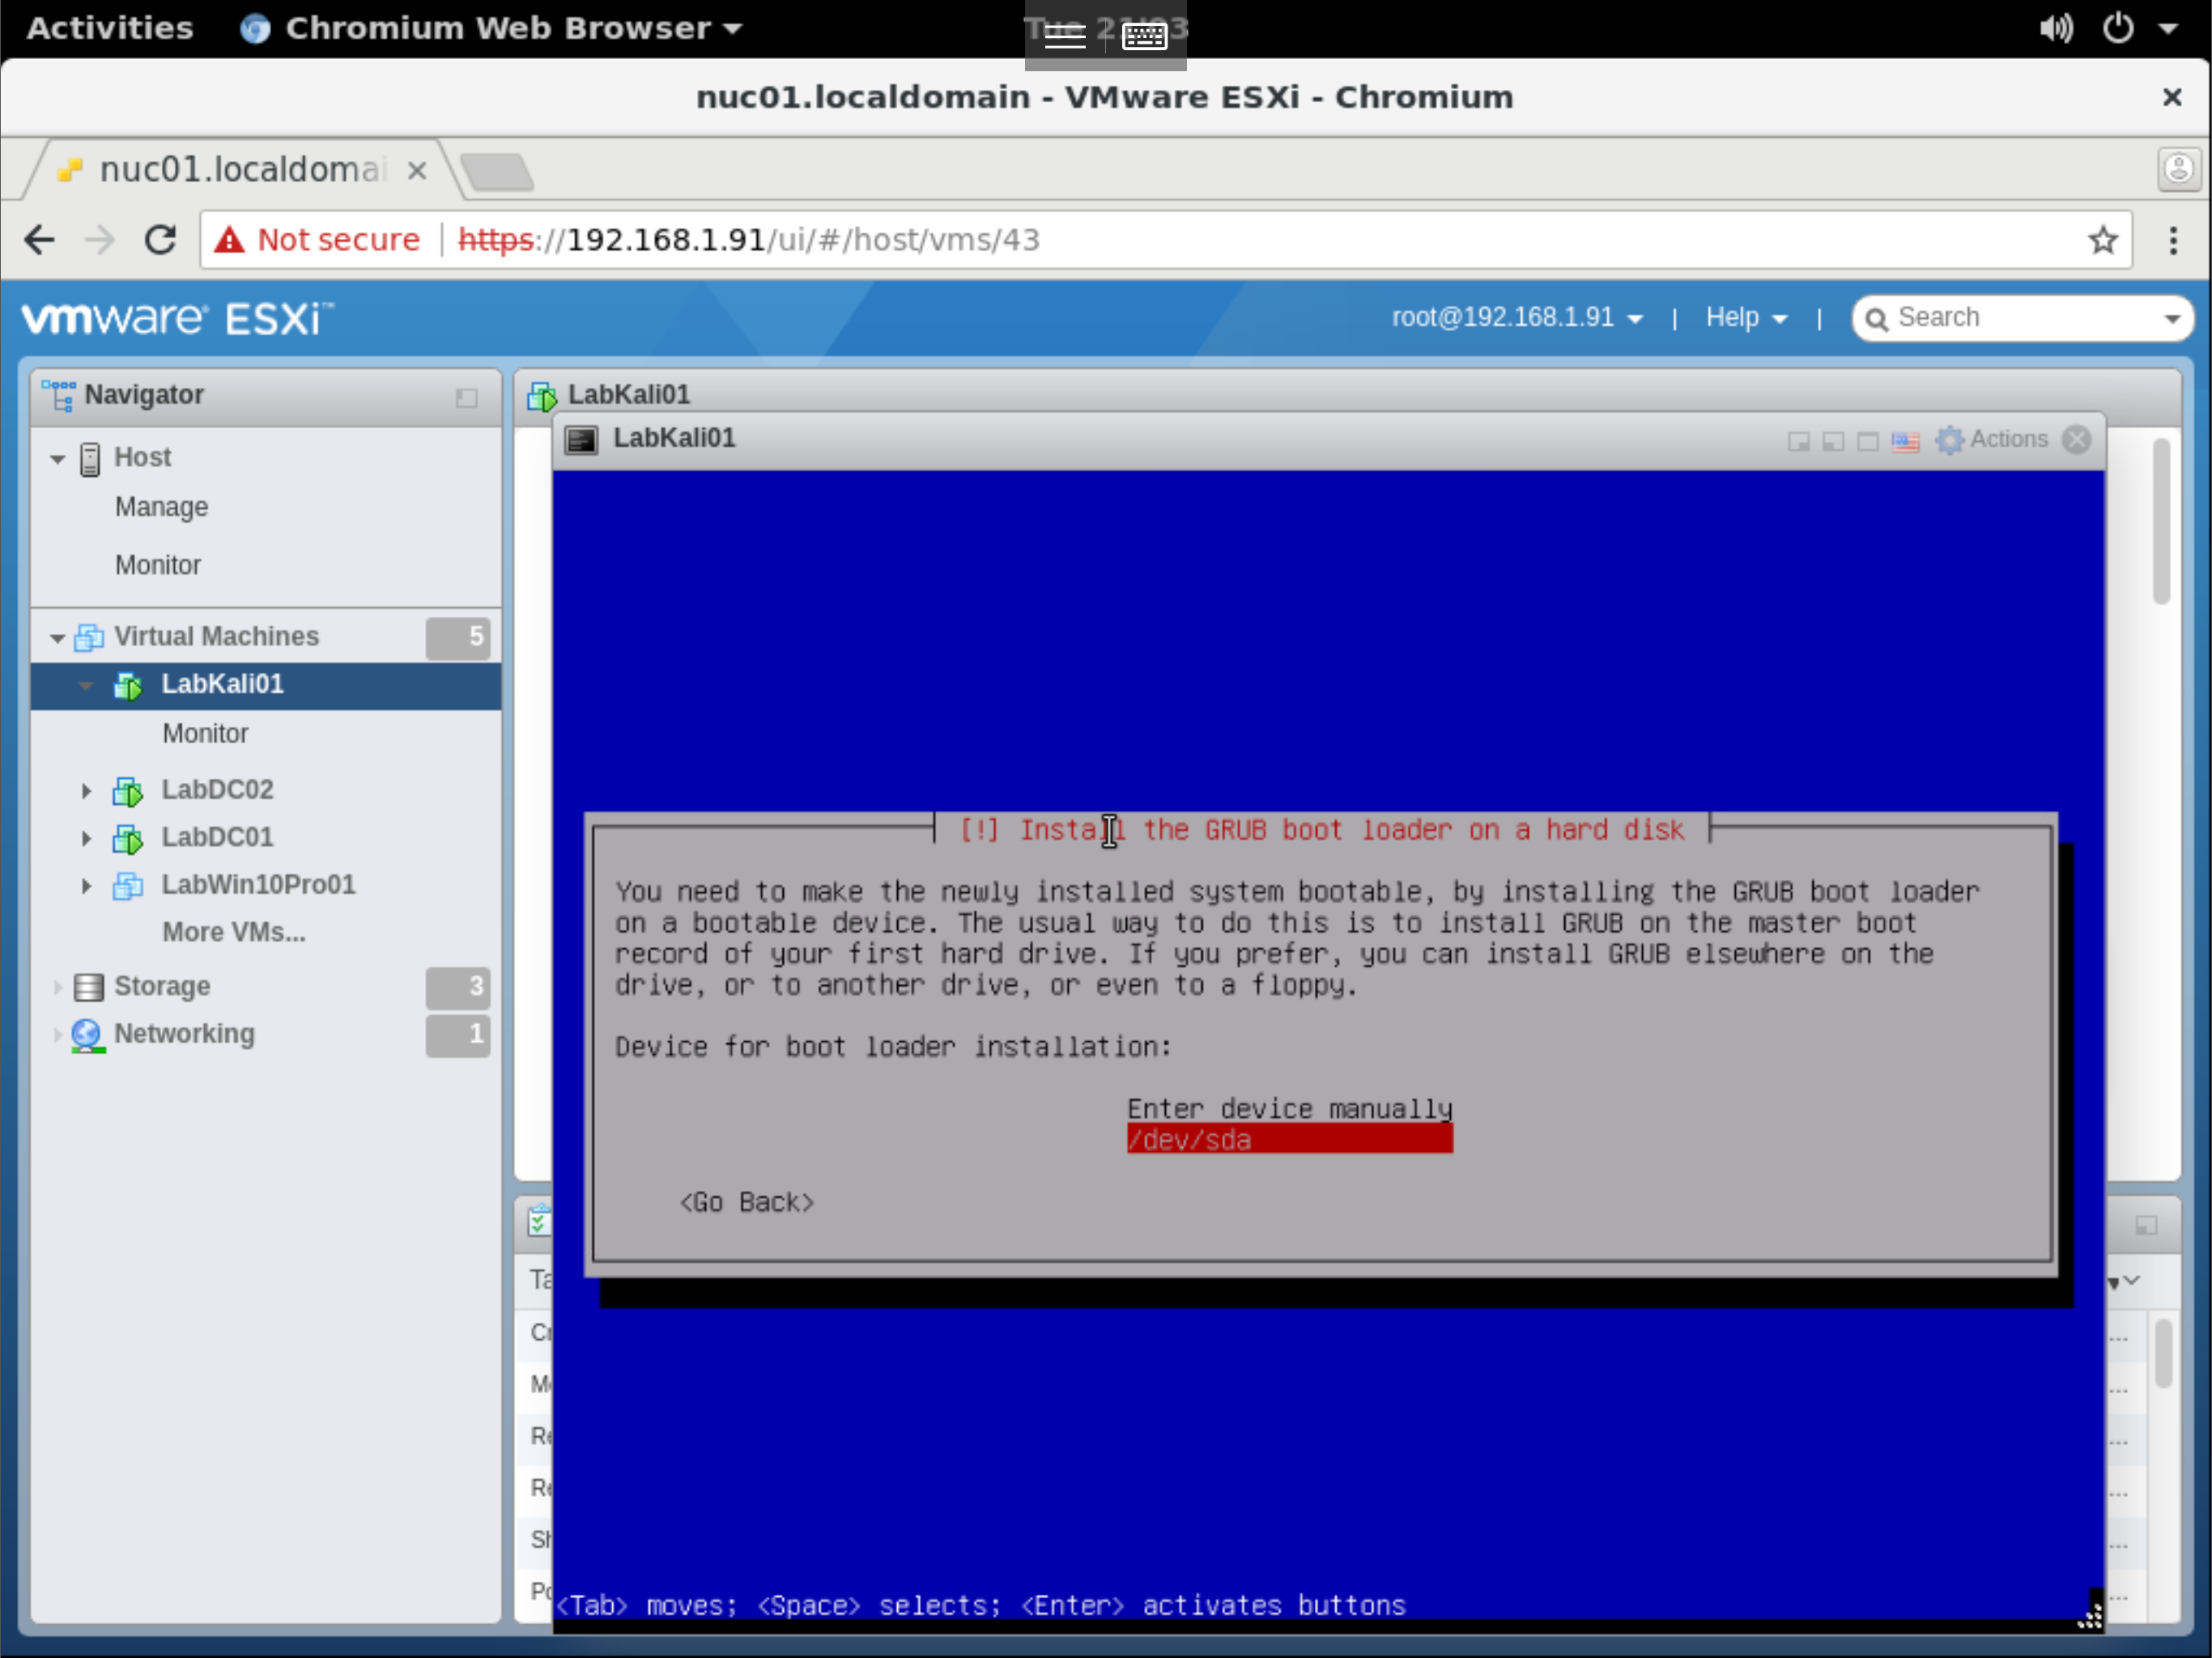 Activities
Chromium Web Browser
Tue 21:03
nuc01.localdomain - VMware ESXi - Chromium
nuc01.localdomai
Not secure
https://192.168.1.91/ui/#/host/vms/43
vmware® ESXi™
root@192.168.1.91 | Help |
Search
Navigator
Host
Manage
Monitor
Virtual Machines 5
LabKali01
Monitor
LabDC02
LabDC01
LabWin10Pro01
More VMs...
Storage 3
Networking 1
LabKali01
LabKali01
Actions
[!] Install the GRUB boot loader on a hard disk
You need to make the newly installed system bootable, by installing the GRUB boot loader
on a bootable device. The usual way to do this is to install GRUB on the master boot
record of your first hard drive. If you prefer, you can install GRUB elsewhere on the
drive, or to another drive, or even to a floppy.
Device for boot loader installation:
Enter device manually
/dev/sda
<Go Back>
<Tab> moves; <Space> selects; <Enter> activates buttons